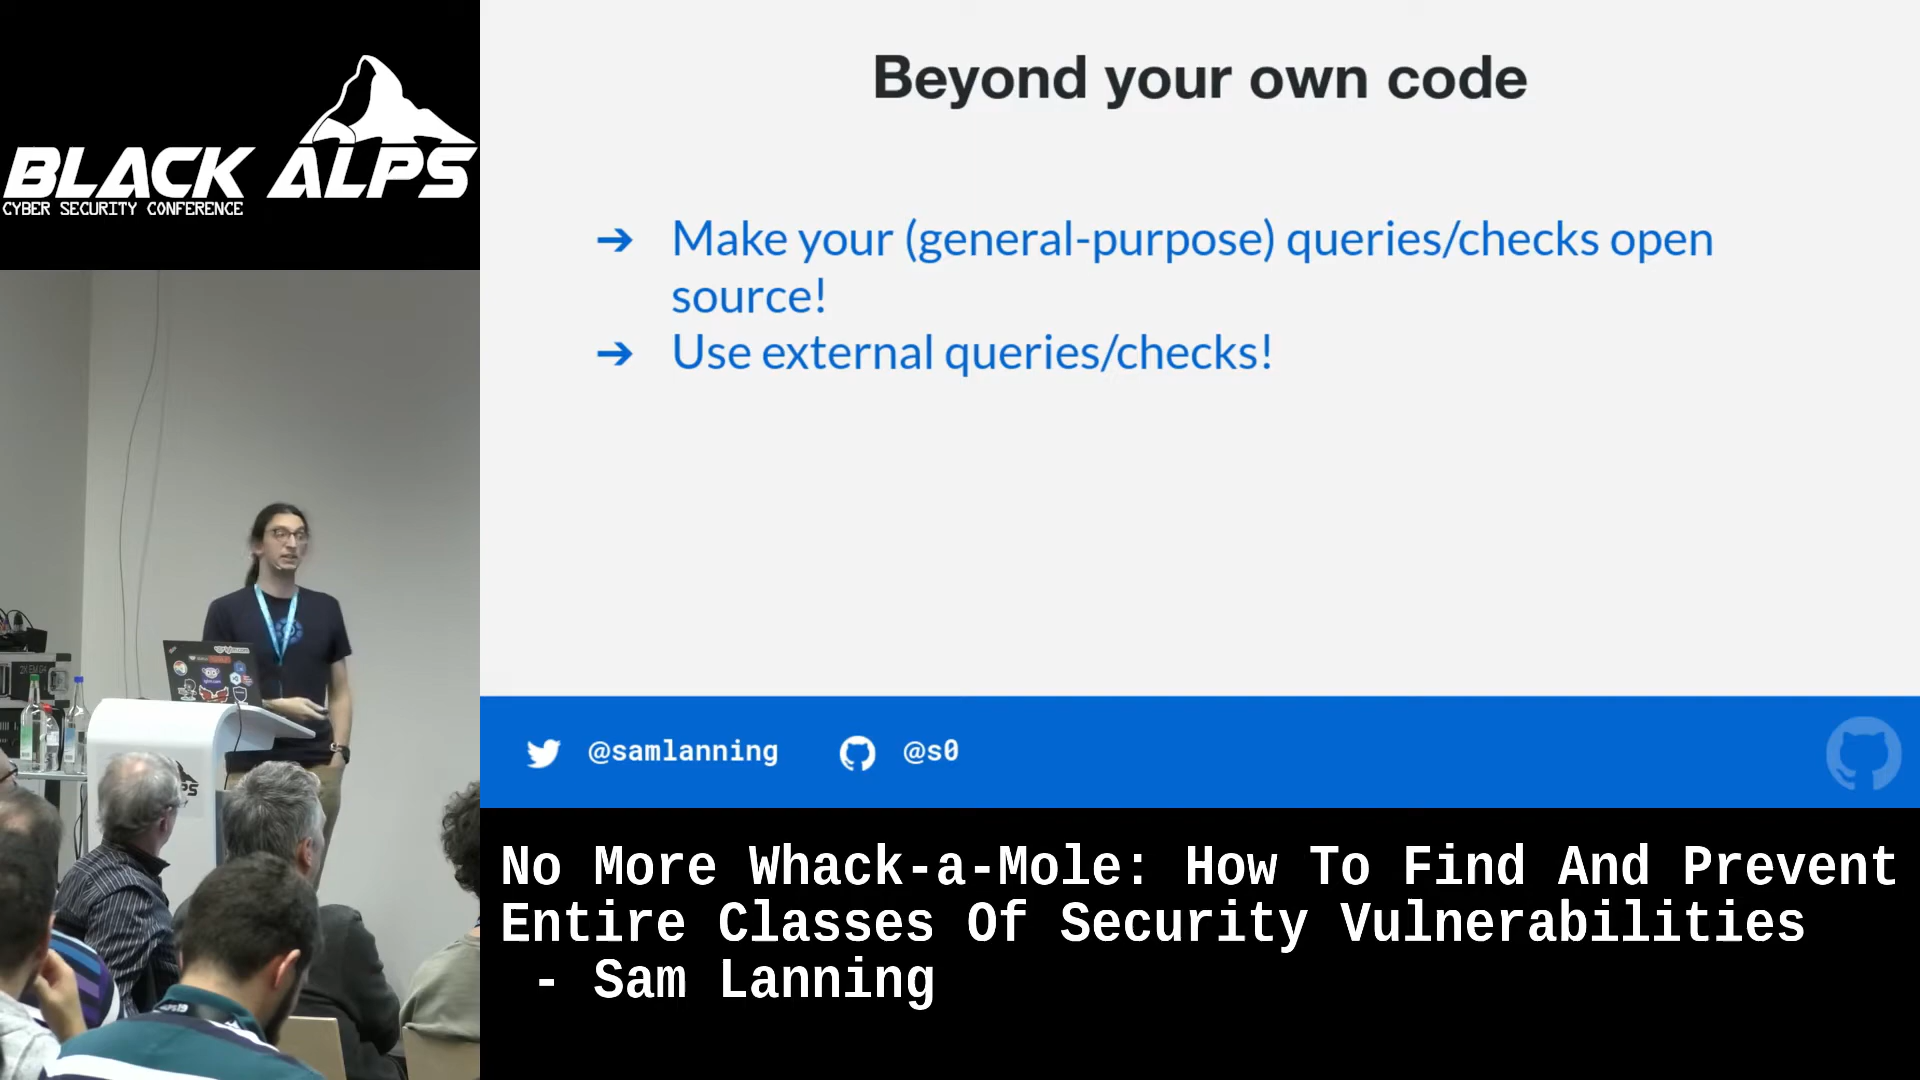 BLACK ALPS
CYBER SECURITY CONFERENCE
Beyond your own code
➔ Make your (general-purpose) queries/checks open
source!
➔ Use external queries/checks!
@samlanning @s0
No More Whack-a-Mole: How To Find And Prevent
Entire Classes Of Security Vulnerabilities
- Sam Lanning